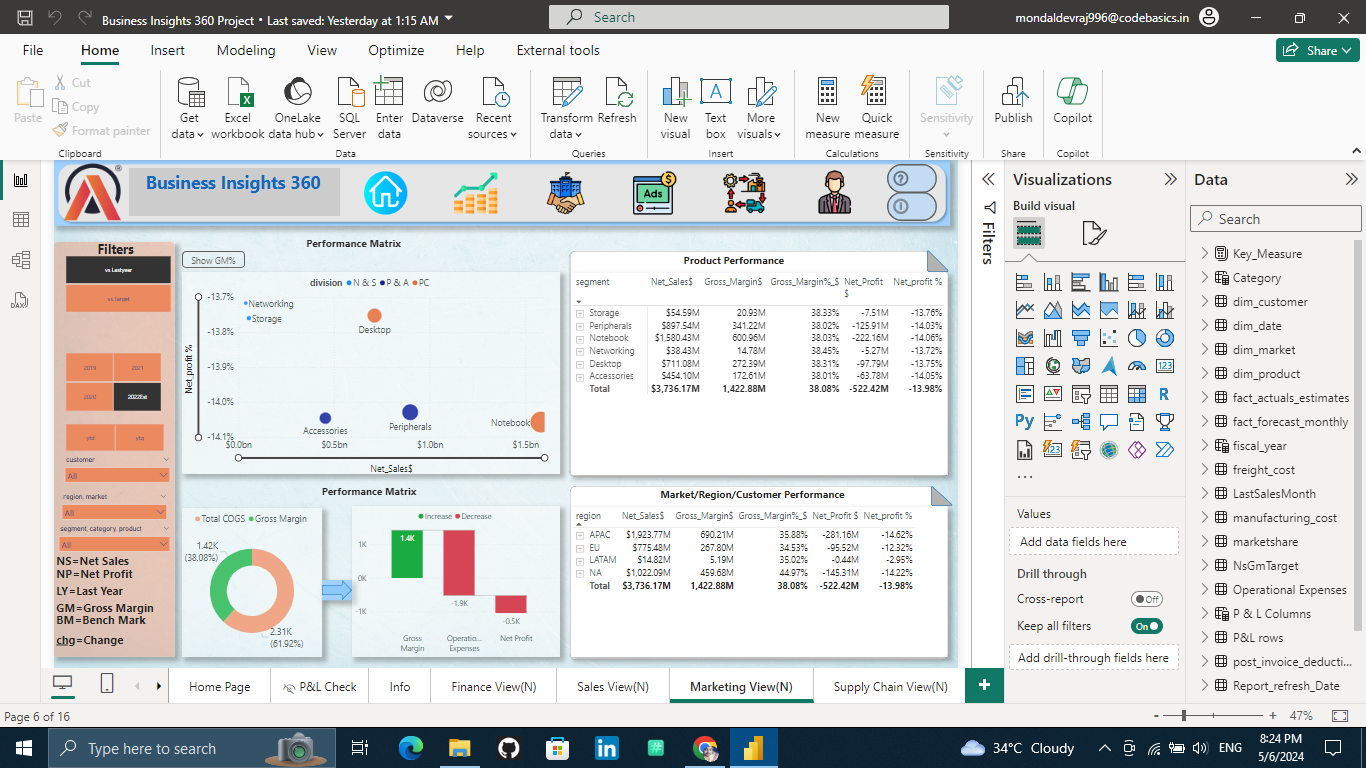 Business Insights 360 Project • Last saved: Yesterday at 1:15 AM
Search
mondaldevraj996@codebasics.in
File Home Insert Modeling View Optimize Help External tools
Share
Paste
Cut
Copy
Format painter
Get data
Excel workbook
OneLake data hub
SQL Server
Enter data
Dataverse
Recent sources
Transform data
Refresh
New visual
Text box
More visuals
New measure
Quick measure
Sensitivity
Publish
Copilot
Clipboard Data Queries Insert Calculations Sensitivity Share Copilot
Business Insights 360
Ads
Filters
vs Lastyear
vs Target
2019 2021
2020 2022Est
ytd ytg
customer
All
region, market
All
segment, category, product
All
NS=Net Sales
NP=Net Profit
LY=Last Year
GM=Gross Margin
BM=Bench Mark
chg=Change
Performance Matrix
Show GM%
division N & S P & A PC
Net_profit %
-13.7%
-13.8%
-13.9%
-14.0%
-14.1%
Networking
Storage
Desktop
Accessories
Peripherals
Notebook
$0.0bn $0.5bn $1.0bn $1.5bn
Net_Sales$
Product Performance
segment Net_Sales$ Gross_Margin$ Gross_Margin%_$ Net_Profit $ Net_profit %
Storage $54.59M 20.93M 38.33% -7.51M -13.76%
Peripherals $897.54M 341.22M 38.02% -125.91M -14.03%
Notebook $1,580.43M 600.96M 38.03% -222.16M -14.06%
Networking $38.43M 14.78M 38.45% -5.27M -13.72%
Desktop $711.08M 272.39M 38.31% -97.79M -13.75%
Accessories $454.10M 172.61M 38.01% -63.78M -14.05%
Total $3,736.17M 1,422.88M 38.08% -522.42M -13.98%
Performance Matrix
Total COGS Gross Margin
1.42K
(38.08%)
2.31K
(61.92%)
Increase Decrease
1K
0K
-1K
1.4K
-1.9K
-0.5K
Gross Margin
Operatio... Expenses
Net Profit
Market/Region/Customer Performance
region Net_Sales$ Gross_Margin$ Gross_Margin%_$ Net_Profit $ Net_profit %
APAC $1,923.77M 690.21M 35.88% -281.16M -14.62%
EU $775.48M 267.80M 34.53% -95.52M -12.32%
LATAM $14.82M 5.19M 35.02% -0.44M -2.95%
NA $1,022.09M 459.68M 44.97% -145.31M -14.22%
Total $3,736.17M 1,422.88M 38.08% -522.42M -13.98%
Filters
Visualizations
Build visual
123
R
Py
123
...
Values
Add data fields here
Drill through
Cross-report
Off
Keep all filters
On
Add drill-through fields here
Data
Search
Key_Measure
Category
dim_customer
dim_date
dim_market
dim_product
fact_actuals_estimates
fact_forecast_monthly
fiscal_year
freight_cost
LastSalesMonth
manufacturing_cost
marketshare
NsGmTarget
Operational Expenses
P & L Columns
P&L rows
post_invoice_deducti...
Report_refresh_Date
DAX
Home Page P&L Check Info Finance View(N) Sales View(N) Marketing View(N) Supply Chain View(N)
Page 6 of 16
47%
Type here to search
34°C Cloudy
ENG
8:24 PM
5/6/2024